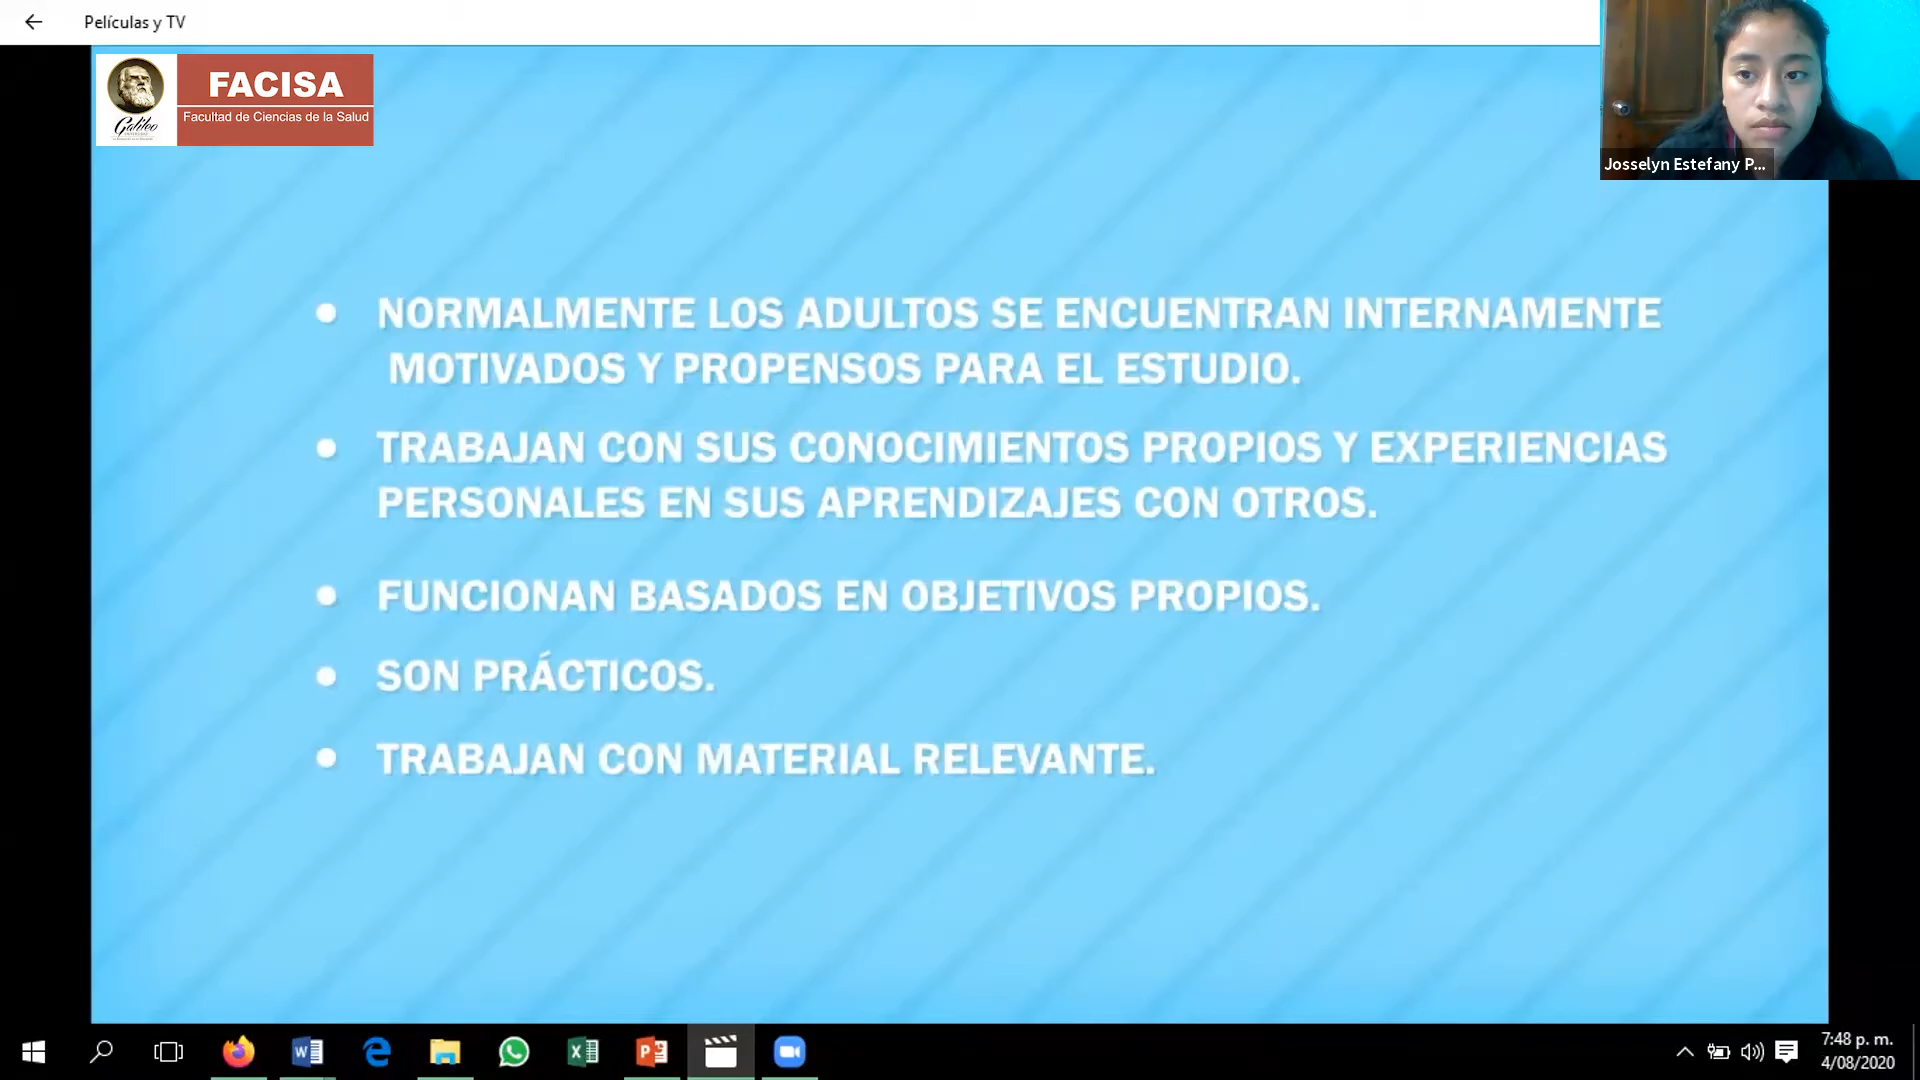 Películas y TV
FACISA
Facultad de Ciencias de la Salud
Galileo
Josselyn Estefany P...
● NORMALMENTE LOS ADULTOS SE ENCUENTRAN INTERNAMENTE
MOTIVADOS Y PROPENSOS PARA EL ESTUDIO.
● TRABAJAN CON SUS CONOCIMIENTOS PROPIOS Y EXPERIENCIAS
PERSONALES EN SUS APRENDIZAJES CON OTROS.
● FUNCIONAN BASADOS EN OBJETIVOS PROPIOS.
● SON PRÁCTICOS.
● TRABAJAN CON MATERIAL RELEVANTE.
7:48 p. m.
4/08/2020